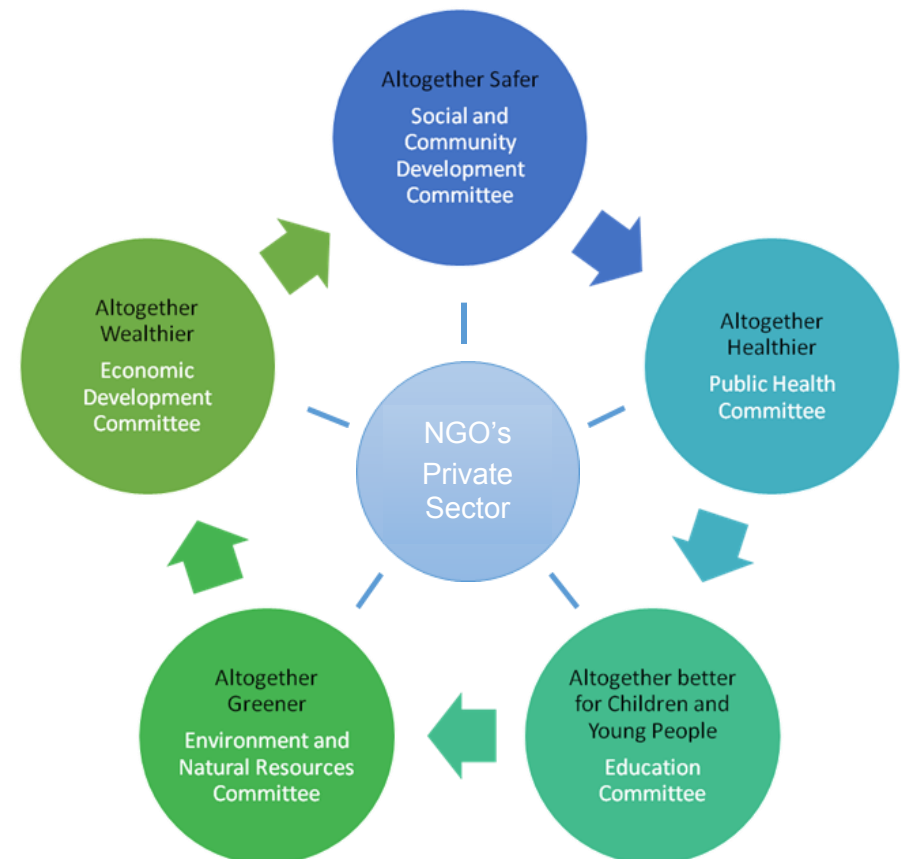 Altogether Safer
Social and
Community
Development
Committee
Altogether
Healthier
Public Health
Committee
Altogether better
for Children and
Young People
Education
Committee
Altogether
Greener
Environment and
Natural Resources
Committee
Altogether
Wealthier
Economic
Development
Committee
NGO's
Private
Sector